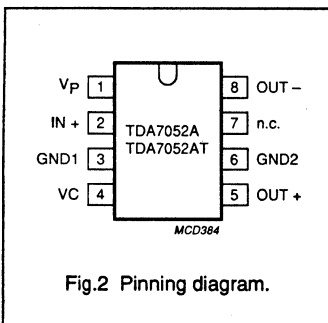 VP 1 8 OUT –
IN + 2 7 n.c.
TDA7052A
TDA7052AT
GND1 3 6 GND2
VC 4 5 OUT +
MCD384
Fig.2 Pinning diagram.